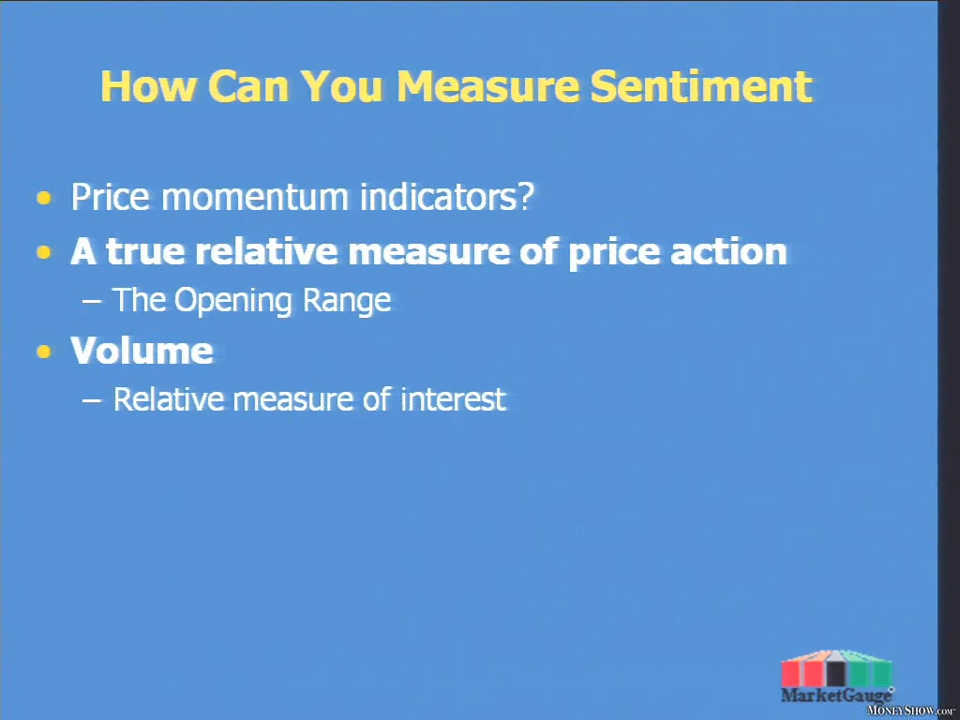 How Can You Measure Sentiment
• Price momentum indicators?
• A true relative measure of price action
– The Opening Range
• Volume
– Relative measure of interest
MarketGauge
MONEYSHOW.COM